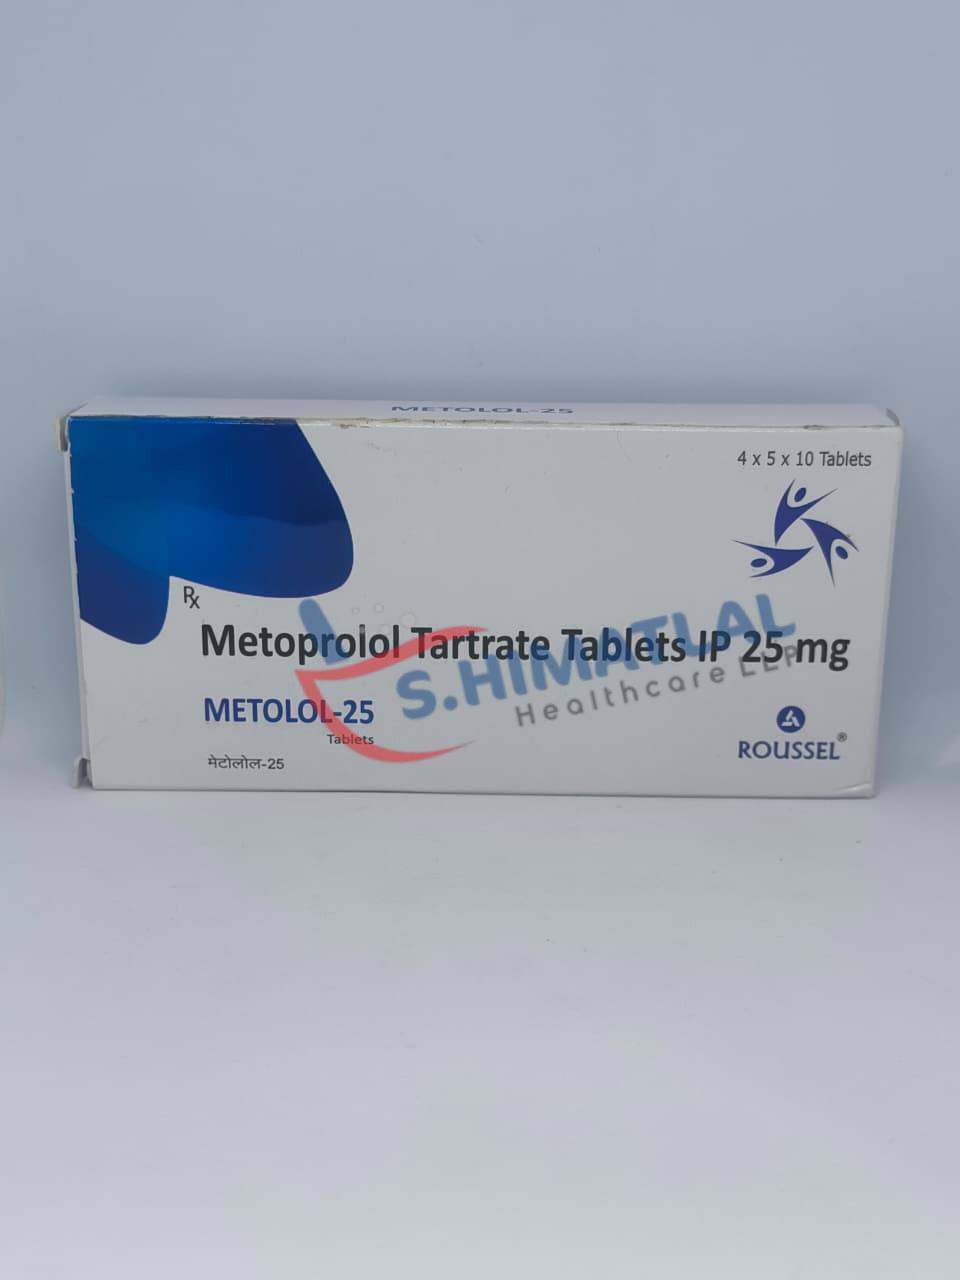 METOLOL-25
4 x 5 x 10 Tablets
Rx
Metoprolol Tartrate Tablets IP 25 mg
S.HIMATLAL
Healthcare LLP
METOLOL-25
Tablets
मेटोलोल-25
ROUSSEL®